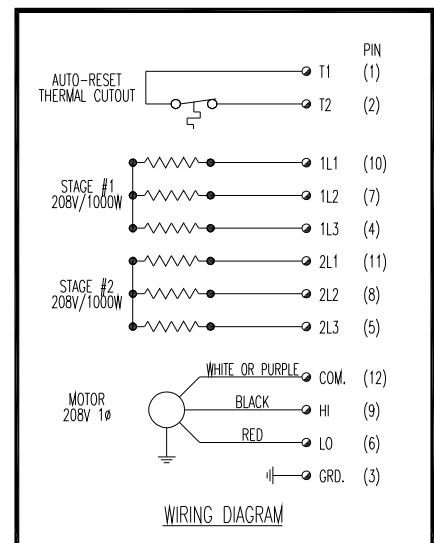 PIN
AUTO-RESET
THERMAL CUTOUT
T1 (1)
T2 (2)
STAGE #1
208V/1000W
1L1 (10)
1L2 (7)
1L3 (4)
STAGE #2
208V/1000W
2L1 (11)
2L2 (8)
2L3 (5)
MOTOR
208V 1ø
WHITE OR PURPLE COM. (12)
BLACK HI (9)
RED LO (6)
GRD. (3)
WIRING DIAGRAM